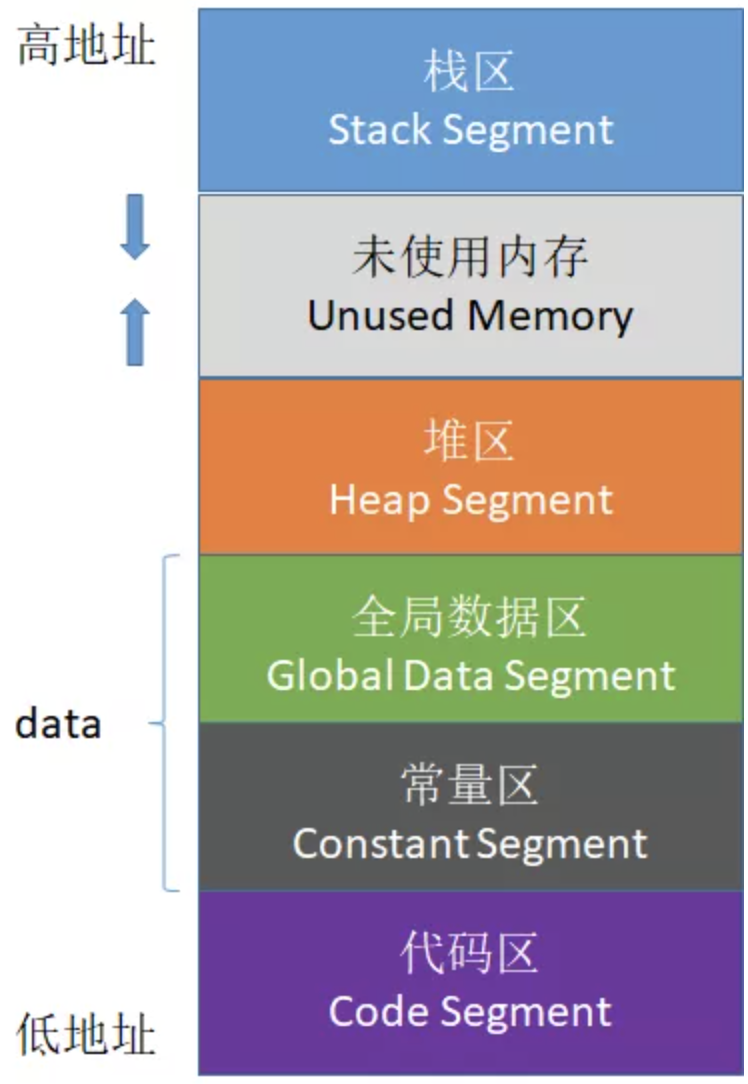 高地址
栈区
Stack Segment
未使用内存
Unused Memory
堆区
Heap Segment
全局数据区
Global Data Segment
data
常量区
Constant Segment
代码区
Code Segment
低地址